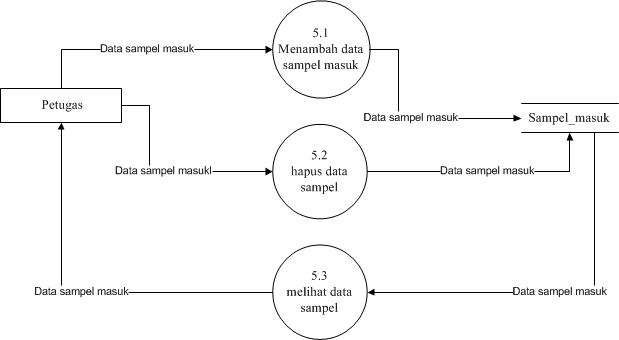 5.1
Menambah data
sampel masuk
Data sampel masuk
Petugas
Data sampel masuk
Sampel_masuk
5.2
hapus data
sampel
Data sampel masukl
Data sampel masuk
5.3
melihat data
sampel
Data sampel masuk
Data sampel masuk